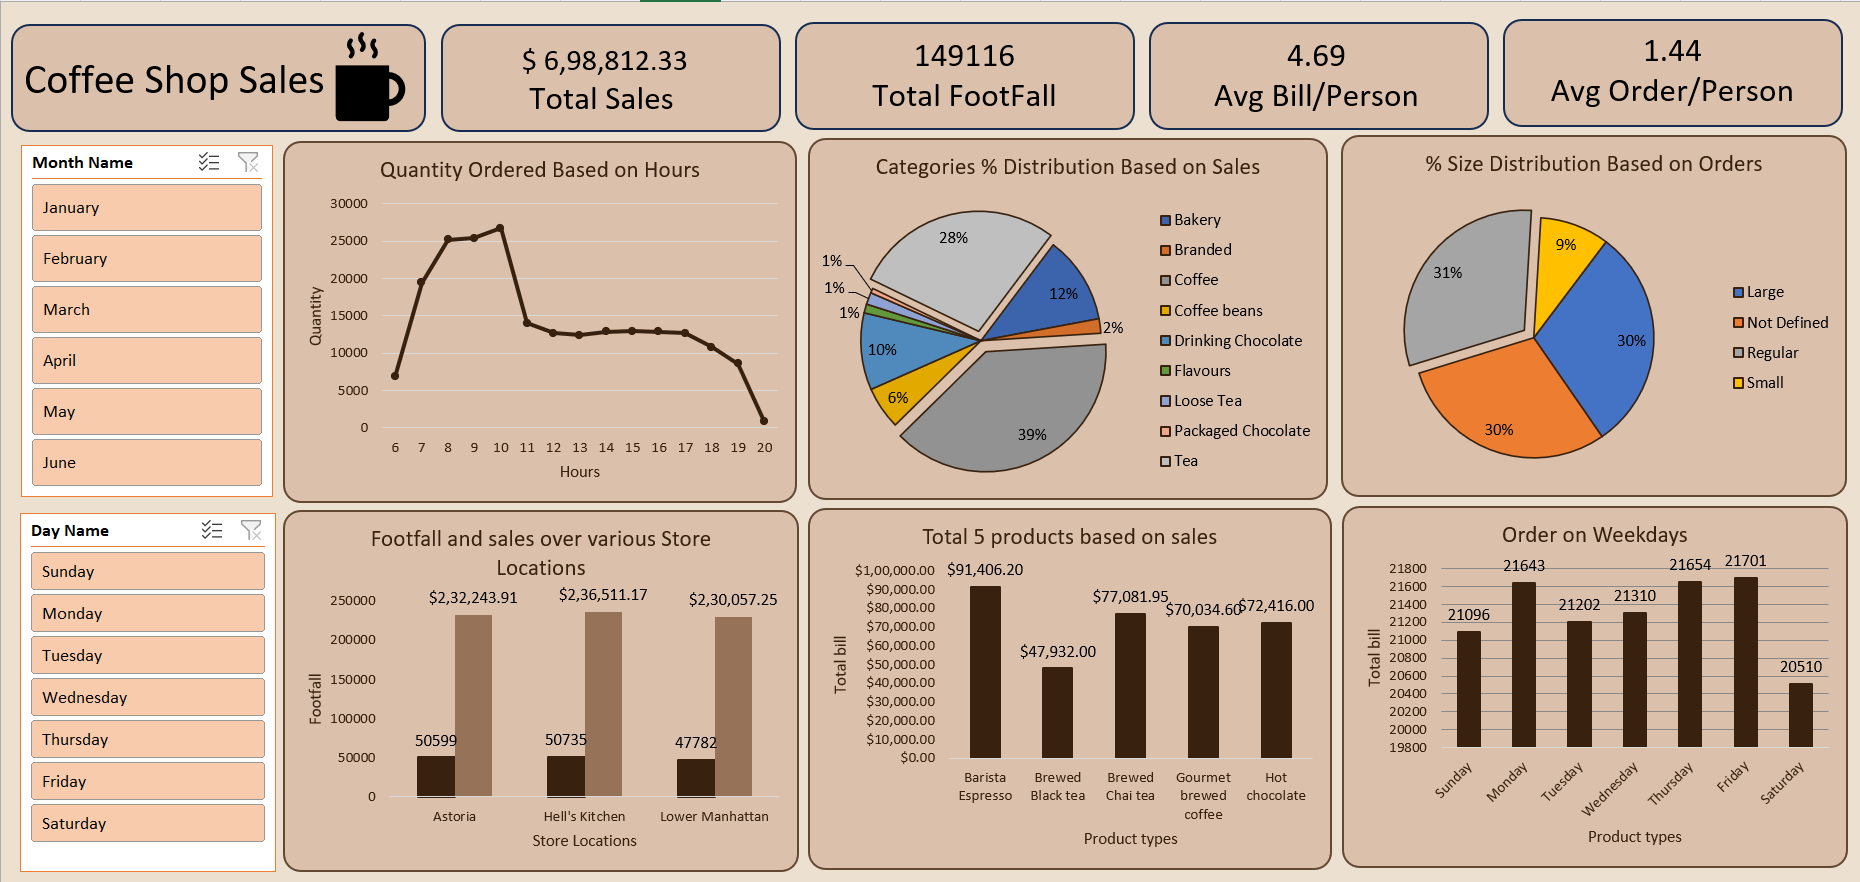 Coffee Shop Sales
$ 6,98,812.33
Total Sales
149116
Total FootFall
4.69
Avg Bill/Person
1.44
Avg Order/Person
Month Name
January
February
March
April
May
June
Quantity Ordered Based on Hours
Quantity
30000
25000
20000
15000
10000
5000
0
6 7 8 9 10 11 12 13 14 15 16 17 18 19 20
Hours
Categories % Distribution Based on Sales
28%
12%
2%
39%
6%
10%
1%
1%
1%
Bakery
Branded
Coffee
Coffee beans
Drinking Chocolate
Flavours
Loose Tea
Packaged Chocolate
Tea
% Size Distribution Based on Orders
9%
31%
30%
30%
Large
Not Defined
Regular
Small
Day Name
Sunday
Monday
Tuesday
Wednesday
Thursday
Friday
Saturday
Footfall and sales over various Store
Locations
Footfall
250000
200000
150000
100000
50000
0
$2,32,243.91
$2,36,511.17
$2,30,057.25
50599
50735
47782
Astoria
Hell's Kitchen
Lower Manhattan
Store Locations
Total 5 products based on sales
Total bill
$1,00,000.00
$90,000.00
$80,000.00
$70,000.00
$60,000.00
$50,000.00
$40,000.00
$30,000.00
$20,000.00
$10,000.00
$0.00
$91,406.20
$47,932.00
$77,081.95
$70,034.60
$72,416.00
Barista
Espresso
Brewed
Black tea
Brewed
Chai tea
Gourmet
brewed
coffee
Hot
chocolate
Product types
Order on Weekdays
Total bill
21800
21600
21400
21200
21000
20800
20600
20400
20200
20000
19800
21096
21643
21202
21310
21654
21701
20510
Sunday
Monday
Tuesday
Wednesday
Thursday
Friday
Saturday
Product types